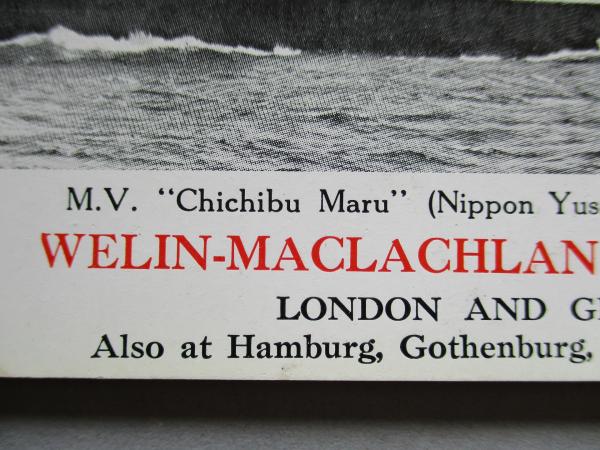 M.V. “Chichibu Maru” (Nippon Yus
WELIN-MACLACHLAN
LONDON AND G
Also at Hamburg, Gothenburg,